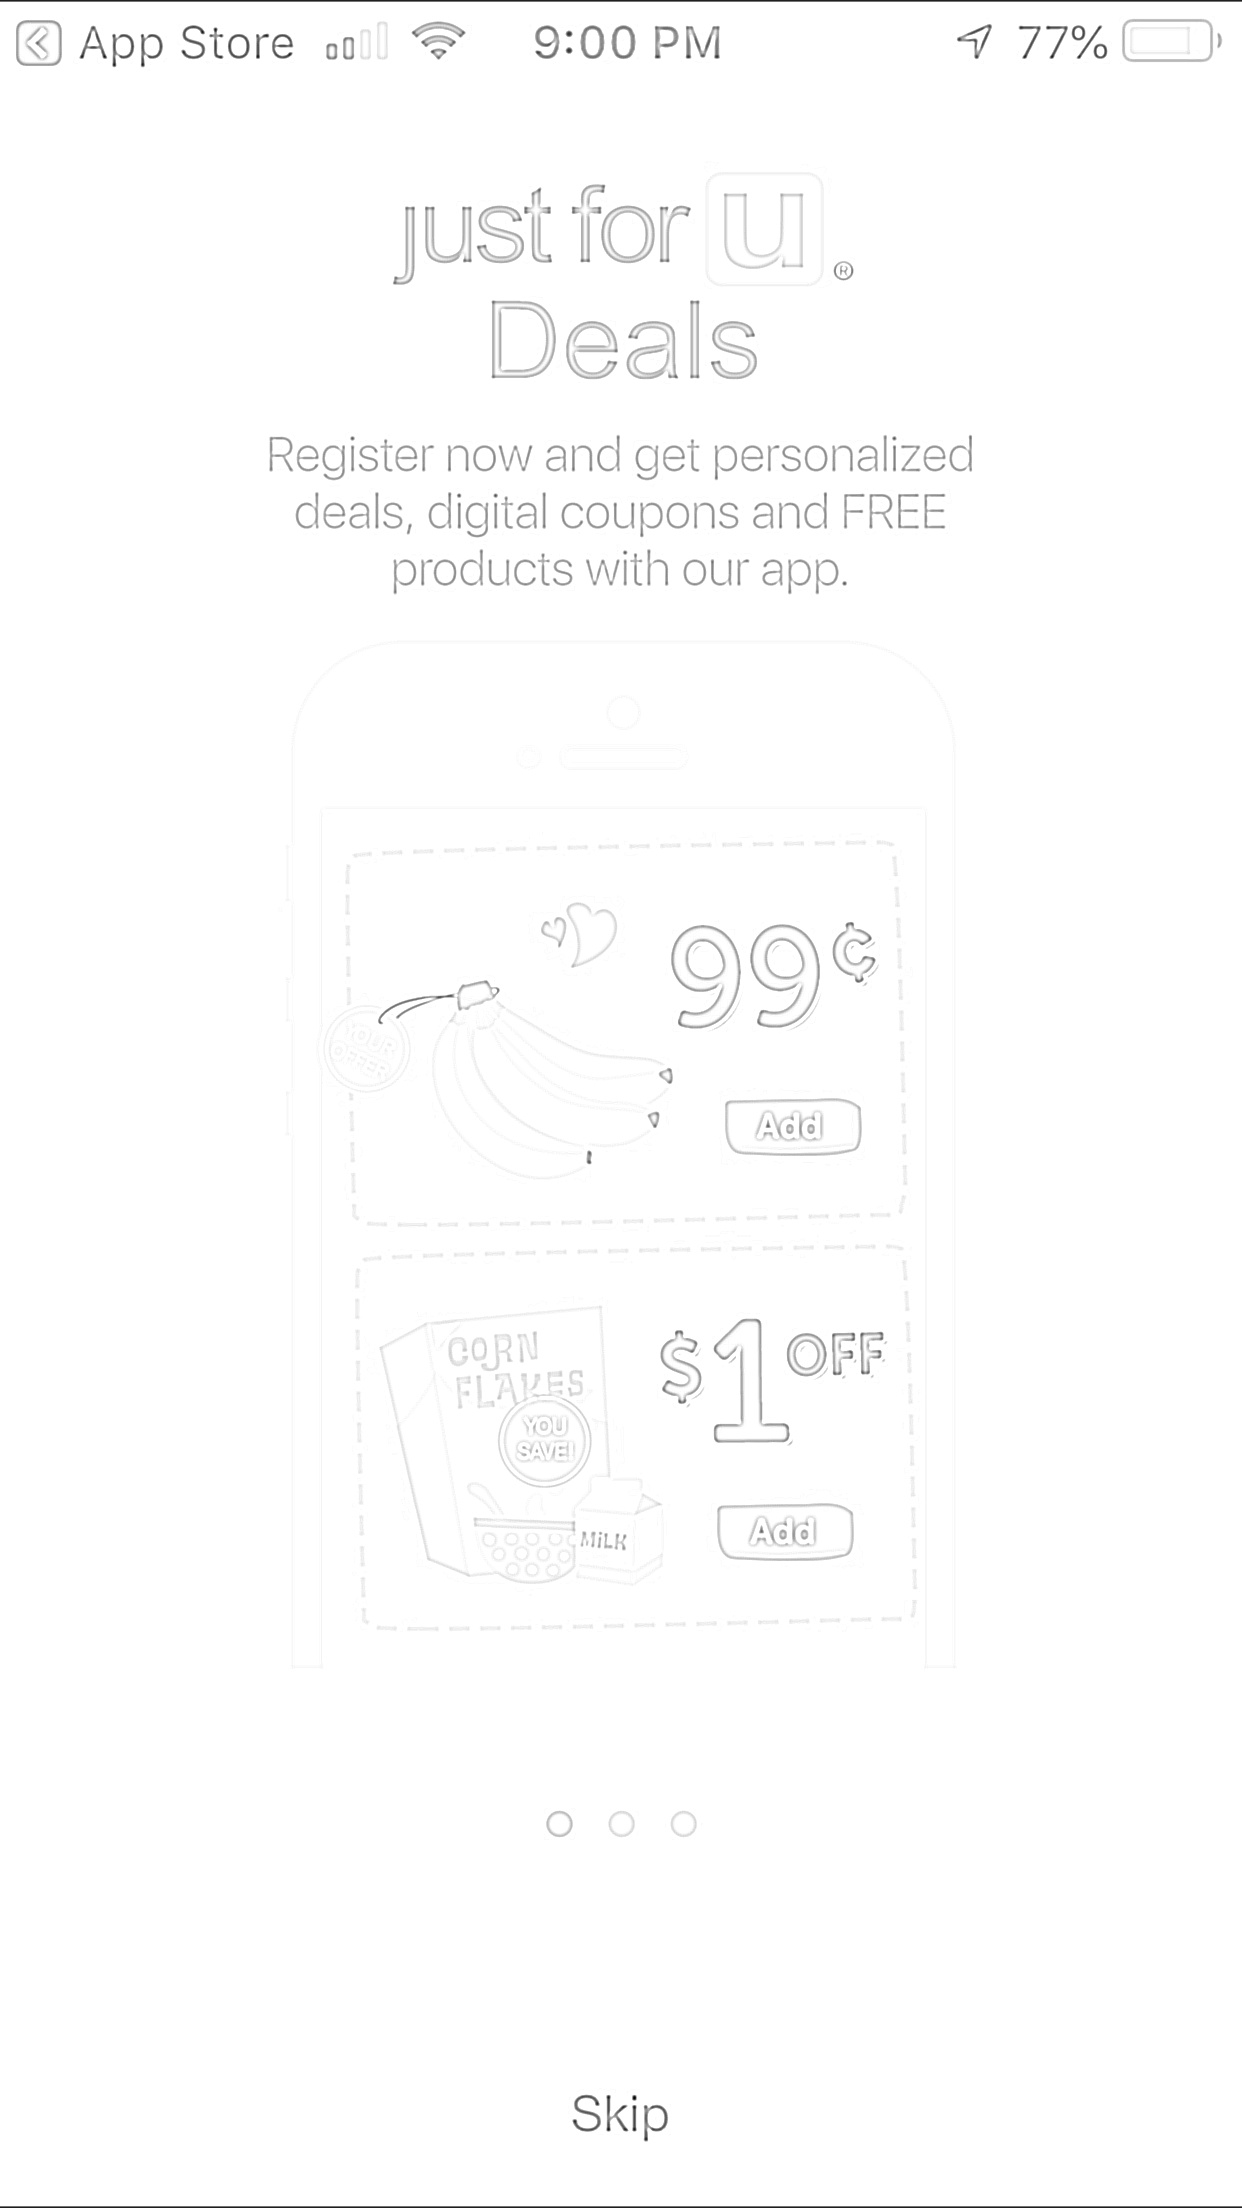 App Store 9:00 PM 77%
just for u®
Deals
Register now and get personalized
deals, digital coupons and FREE
products with our app.
99¢
YOUR
OFFER
Add
CORN
FLAKES
$1 OFF
YOU
SAVE!
MiLK
Add
Skip